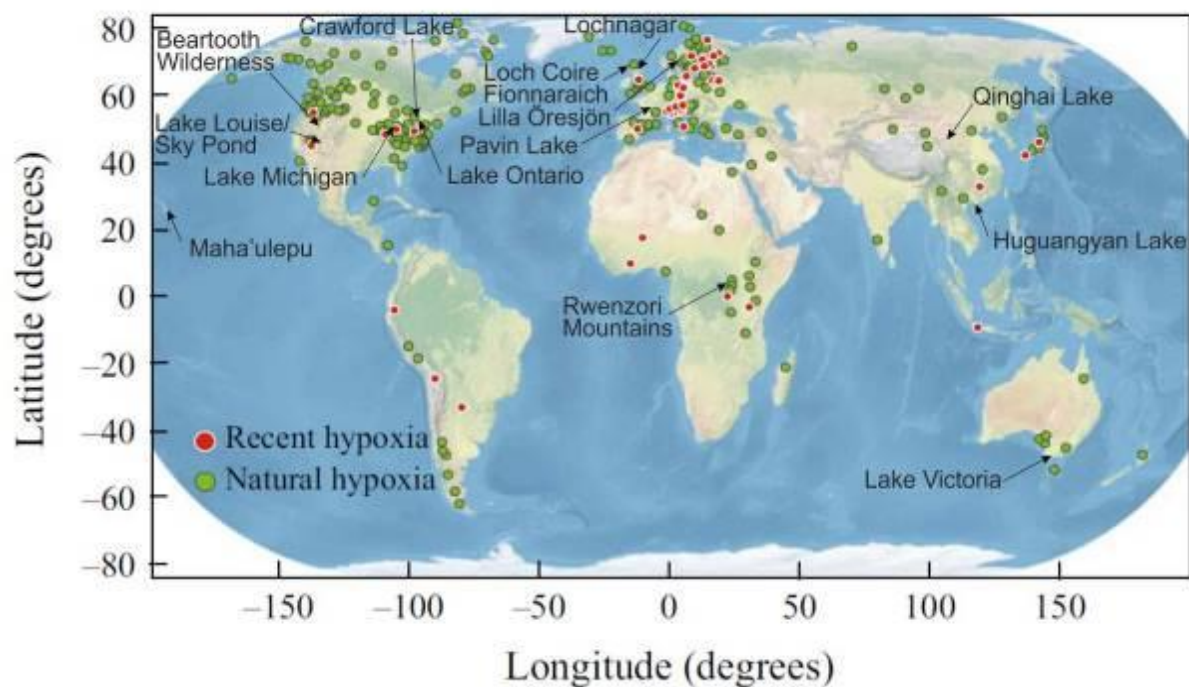 Crawford Lake
Lochnagar
Beartooth
Wilderness
Loch Coire
Fionnaraich
Lilla Öresjön
Qinghai Lake
Lake Louise/
Sky Pond
Pavin Lake
Lake Michigan
Lake Ontario
Maha'ulepu
Huguangyan Lake
Rwenzori
Mountains
Lake Victoria
Recent hypoxia
Natural hypoxia
80
60
40
20
0
−20
−40
−60
−80
Latitude (degrees)
−150
−100
−50
0
50
100
150
Longitude (degrees)